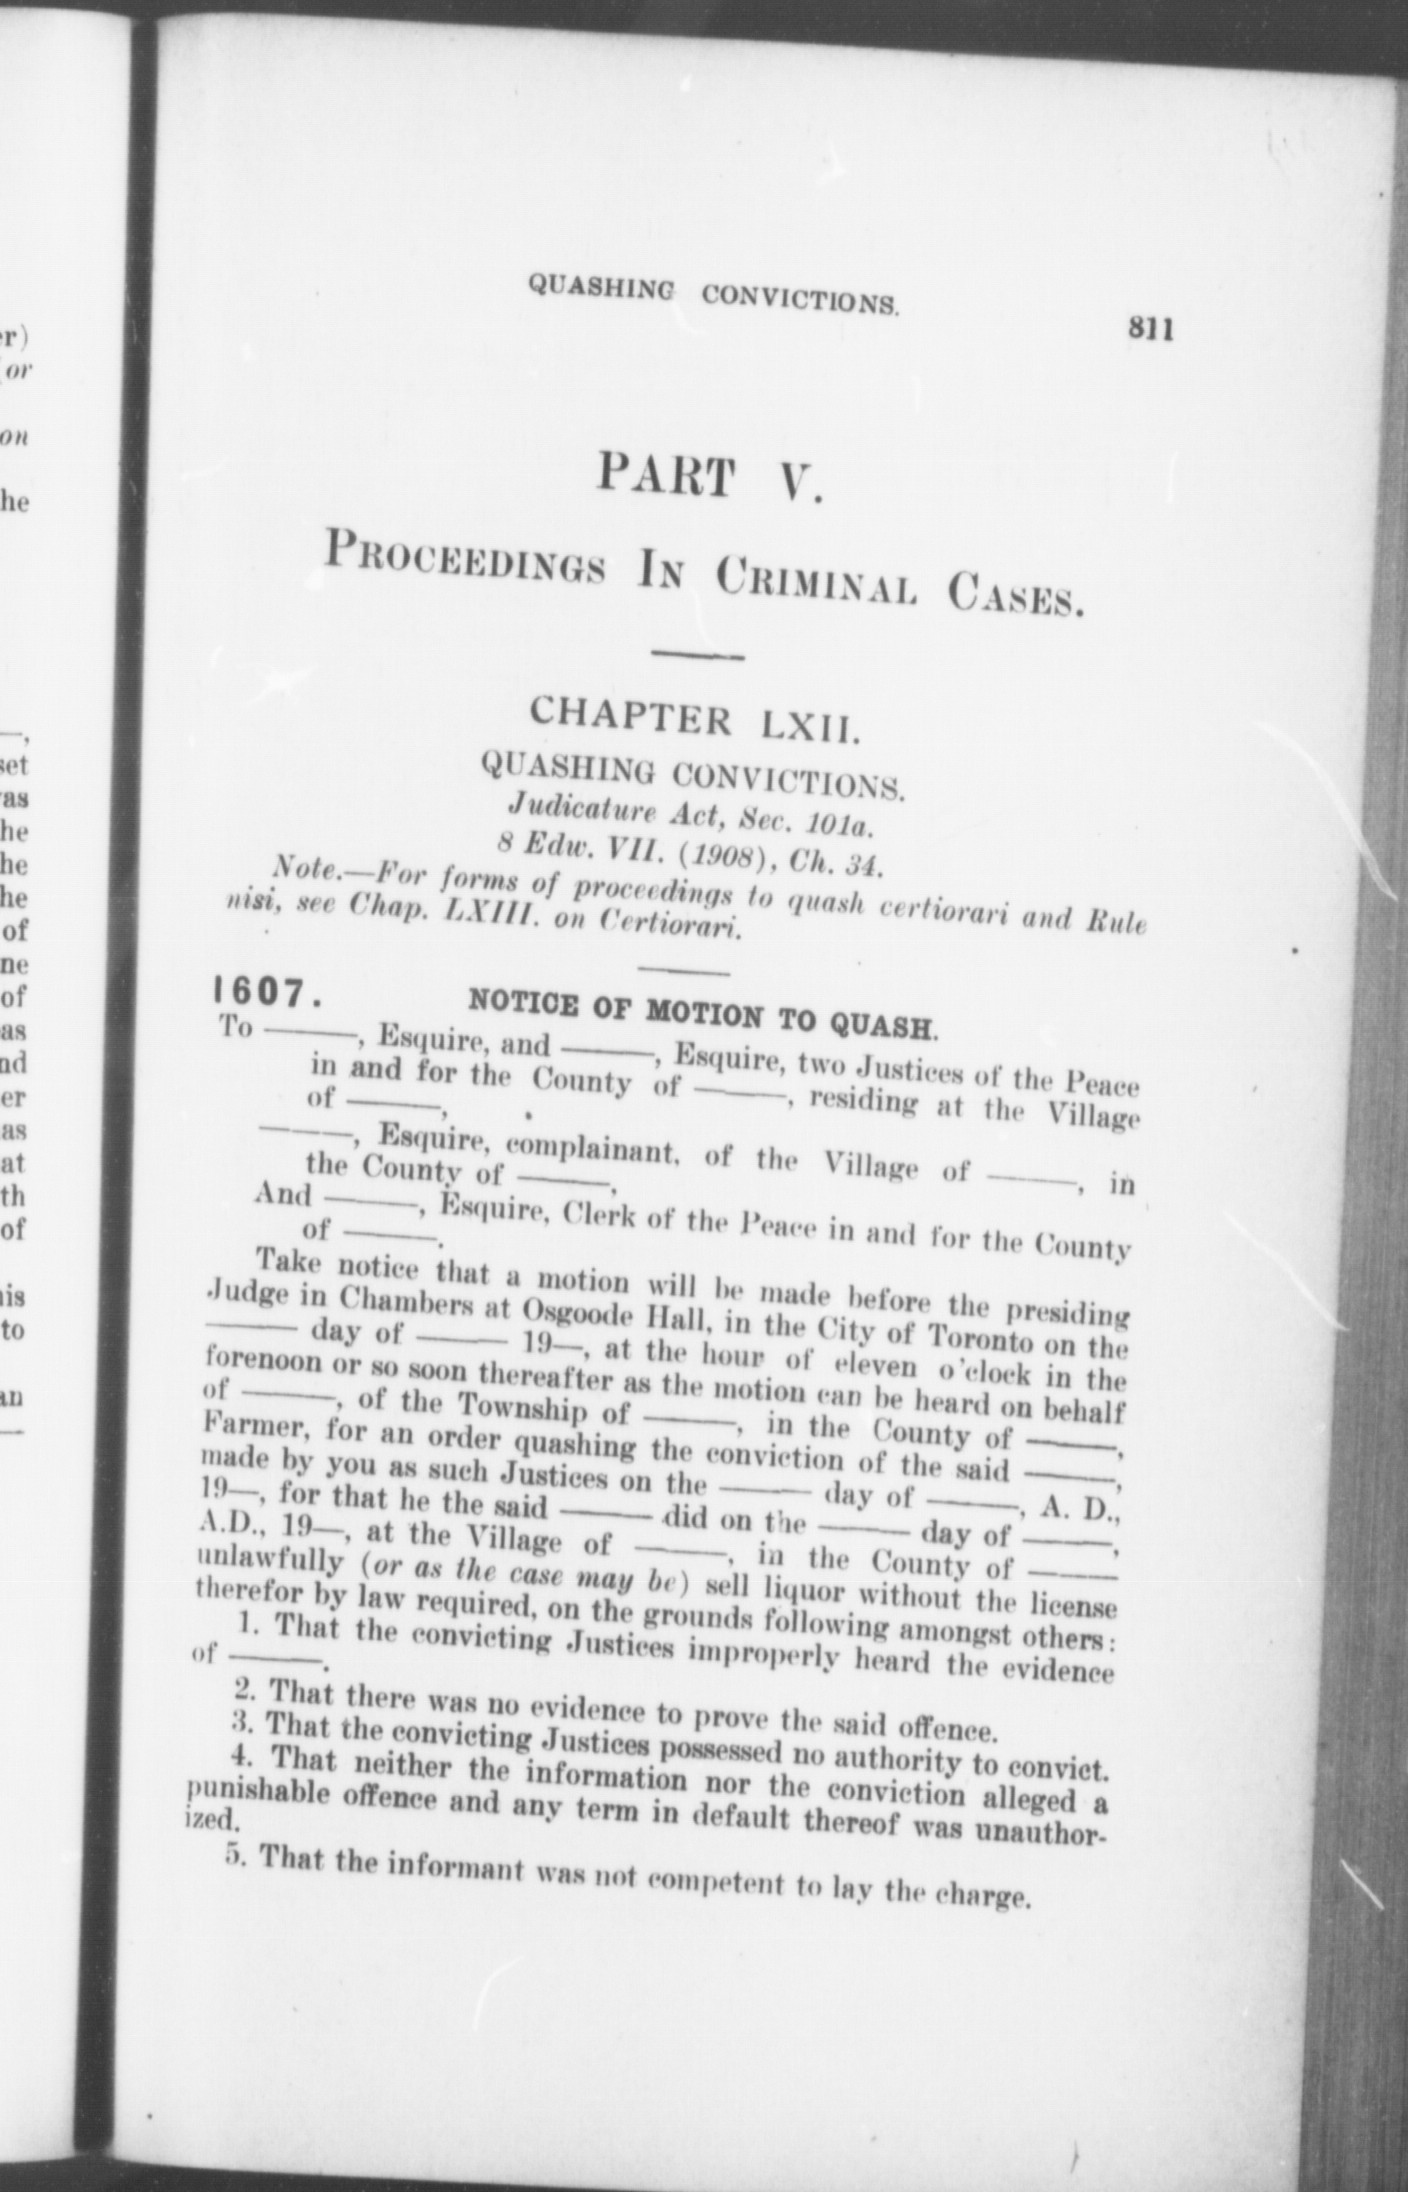 QUASHING CONVICTIONS.
811
PART V.
PROCEEDINGS IN CRIMINAL CASES.
CHAPTER LXII.
QUASHING CONVICTIONS.
Judicature Act, Sec. 101a.
8 Edw. VII. (1908), Ch. 34.
Note.—For forms of proceedings to quash certiorari and Rule
nisi, see Chap. LXIII. on Certiorari.
1607. NOTICE OF MOTION TO QUASH.
To ———, Esquire, and ———, Esquire, two Justices of the Peace
in and for the County of ———, residing at the Village
of ———,
———, Esquire, complainant, of the Village of ———, in
the County of ———.
And ———, Esquire, Clerk of the Peace in and for the County
of ———.
Take notice that a motion will be made before the presiding
Judge in Chambers at Osgoode Hall, in the City of Toronto on the
——— day of ——— 19—, at the hour of eleven o'clock in the
forenoon or so soon thereafter as the motion can be heard on behalf
of ———, of the Township of ———, in the County of ———,
Farmer, for an order quashing the conviction of the said ———,
made by you as such Justices on the ——— day of ———, A. D.,
19—, for that he the said ——— did on the ——— day of ———,
A.D., 19—, at the Village of ———, in the County of ———
unlawfully (or as the case may be) sell liquor without the license
therefor by law required, on the grounds following amongst others:
1. That the convicting Justices improperly heard the evidence
of ———.
2. That there was no evidence to prove the said offence.
3. That the convicting Justices possessed no authority to convict.
4. That neither the information nor the conviction alleged a
punishable offence and any term in default thereof was unauthor-
ized.
5. That the informant was not competent to lay the charge.